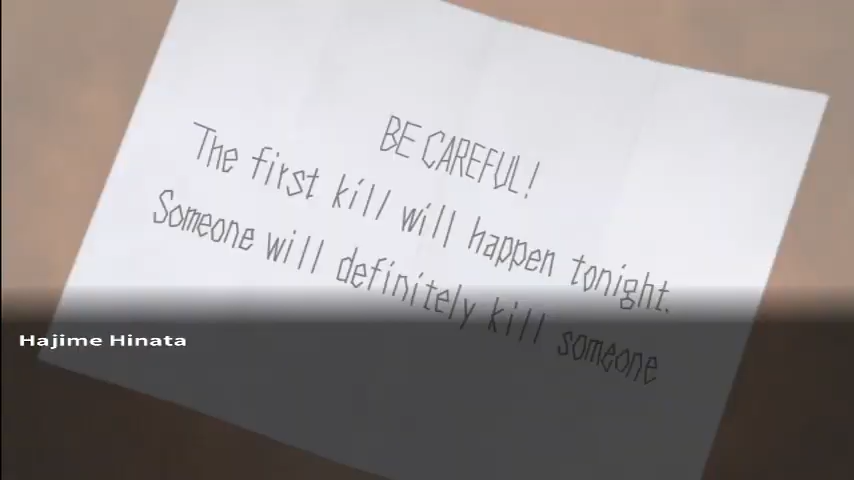 BE CAREFUL!
The first kill will happen tonight.
Someone will definitely kill someone
Hajime Hinata